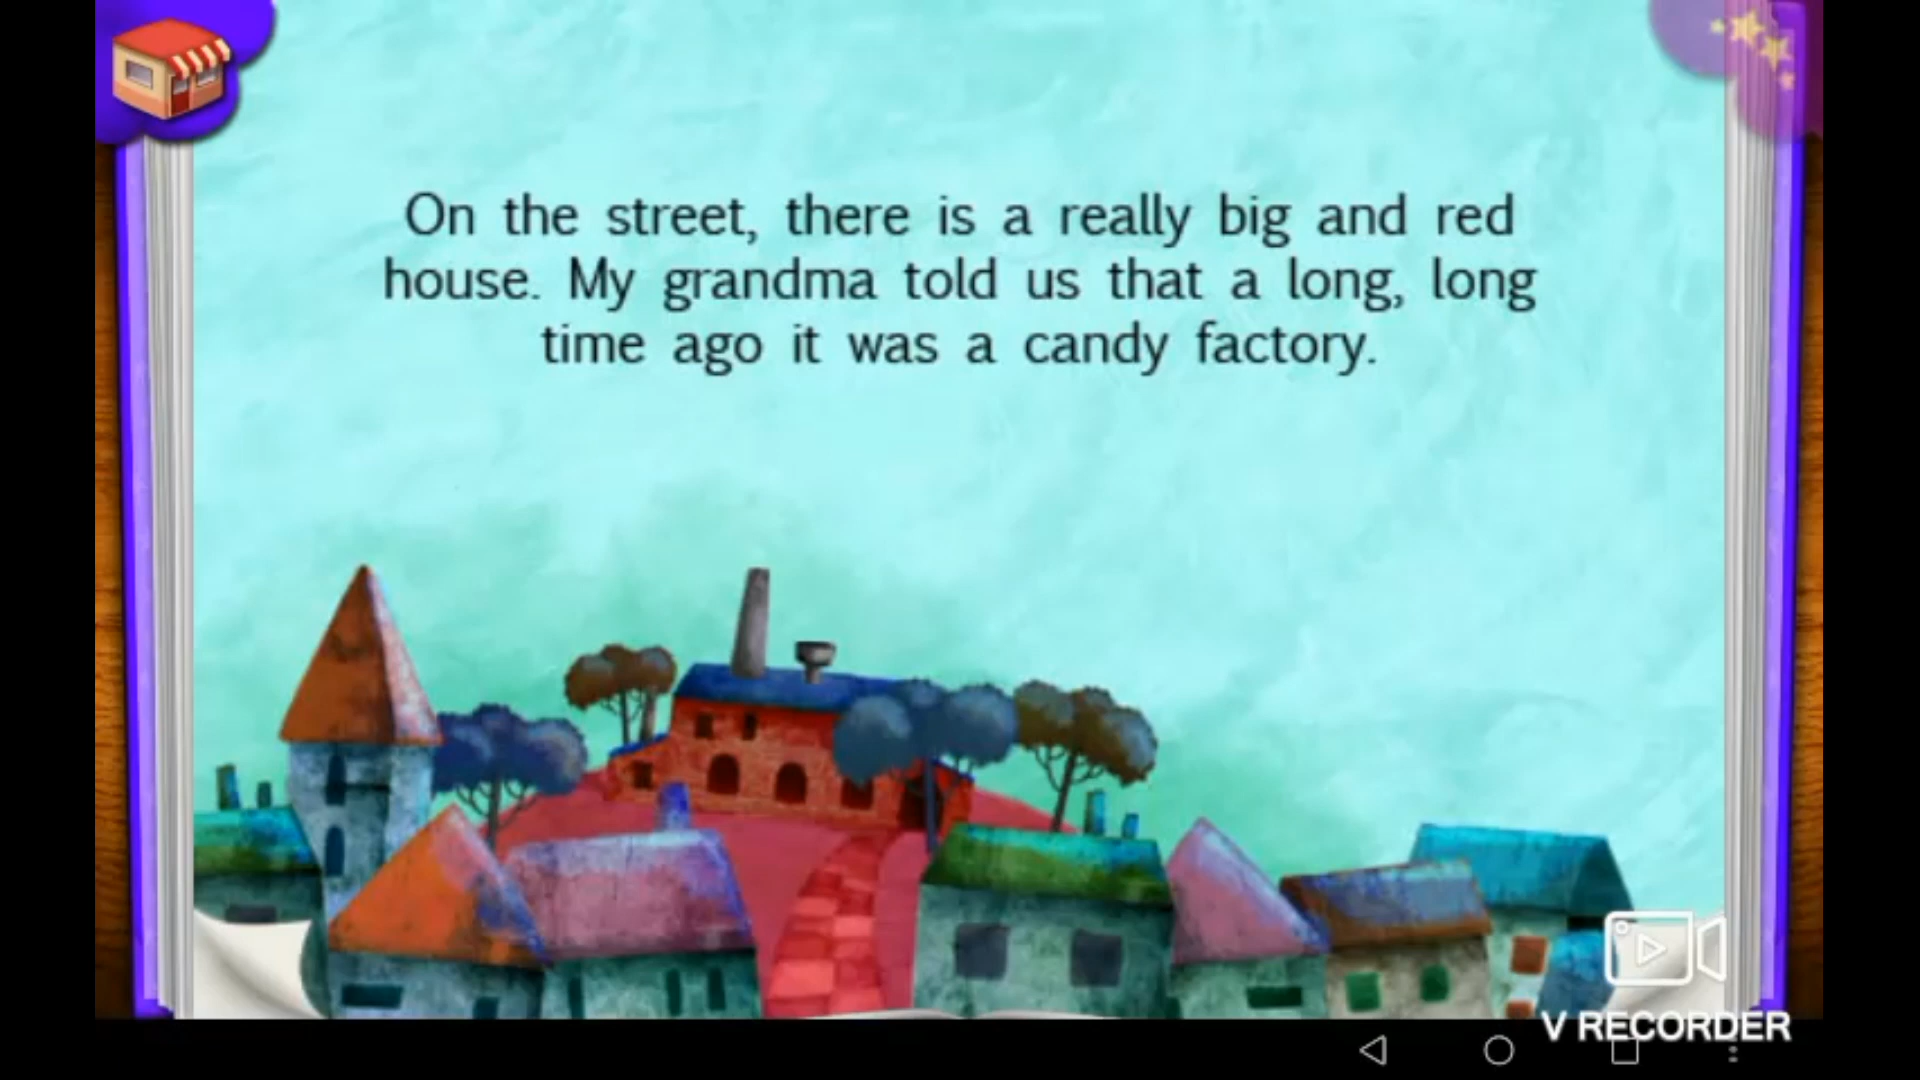 On the street, there is a really big and red
house. My grandma told us that a long, long
time ago it was a candy factory.
V RECORDER